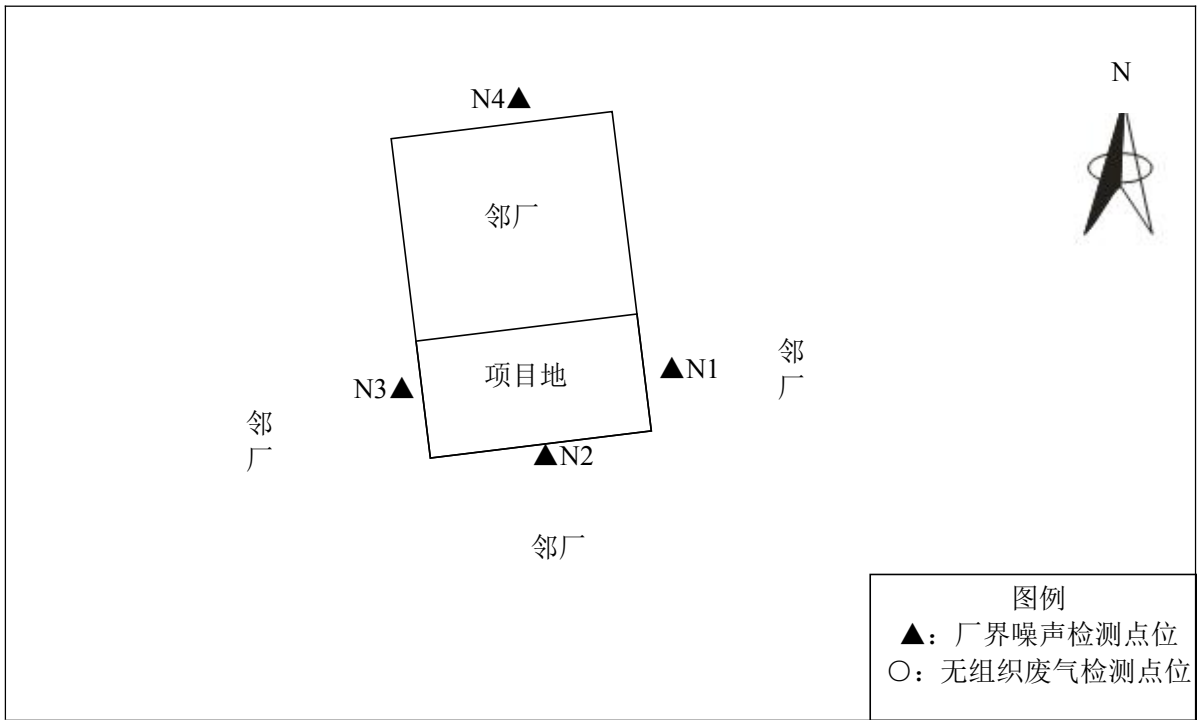 N
N4▲
邻厂
项目地
▲N1
邻
厂
N3▲
邻
厂
▲N2
邻厂
图例
▲：厂界噪声检测点位
○：无组织废气检测点位